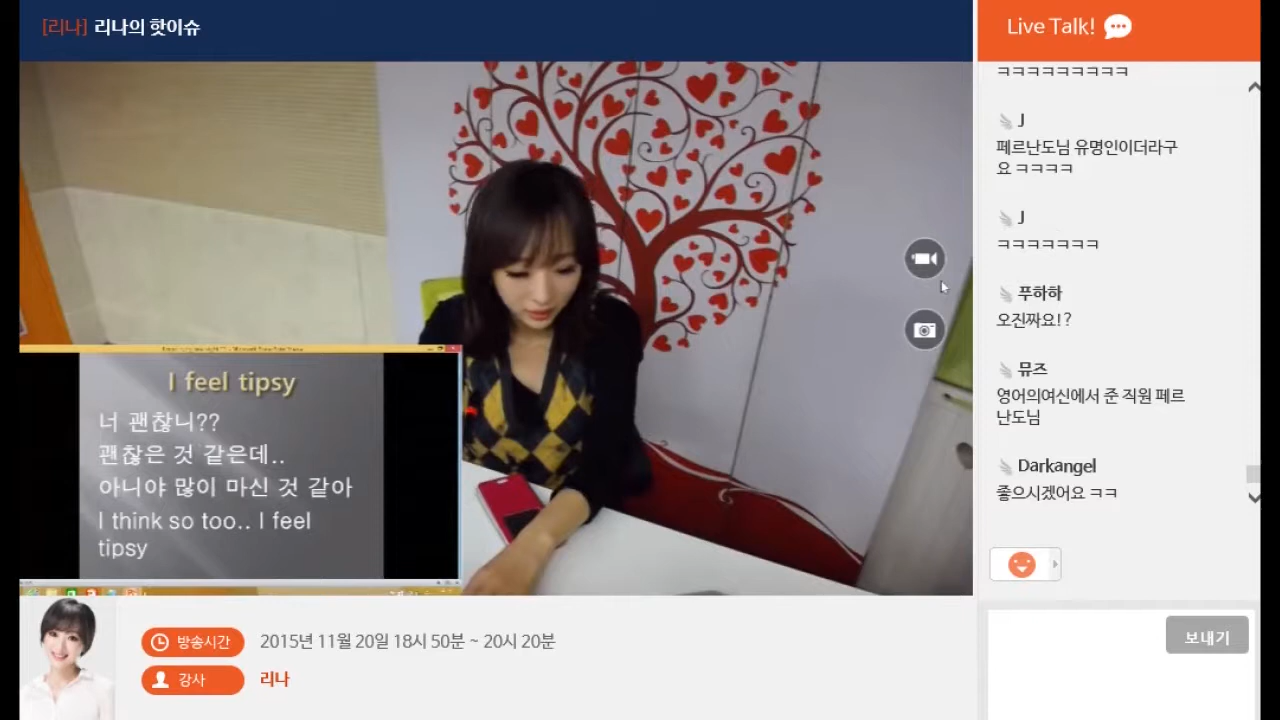 [리나] 리나의 핫이슈
Live Talk!
ㅋㅋㅋㅋㅋㅋㅋㅋㅋ
J
페르난도님 유명인이더라구
요 ㅋㅋㅋㅋ
J
ㅋㅋㅋㅋㅋㅋㅋ
푸하하
오진짜요!?
뮤즈
영어의여신에서 준 직원 페르
난도님
Darkangel
좋으시겠어요 ㅋㅋ
보내기
I feel tipsy
너 괜찮니??
괜찮은 것 같은데..
아니야 많이 마신 것 같아
I think so too.. I feel
tipsy
방송시간 2015년 11월 20일 18시 50분 ~ 20시 20분
강사 리나